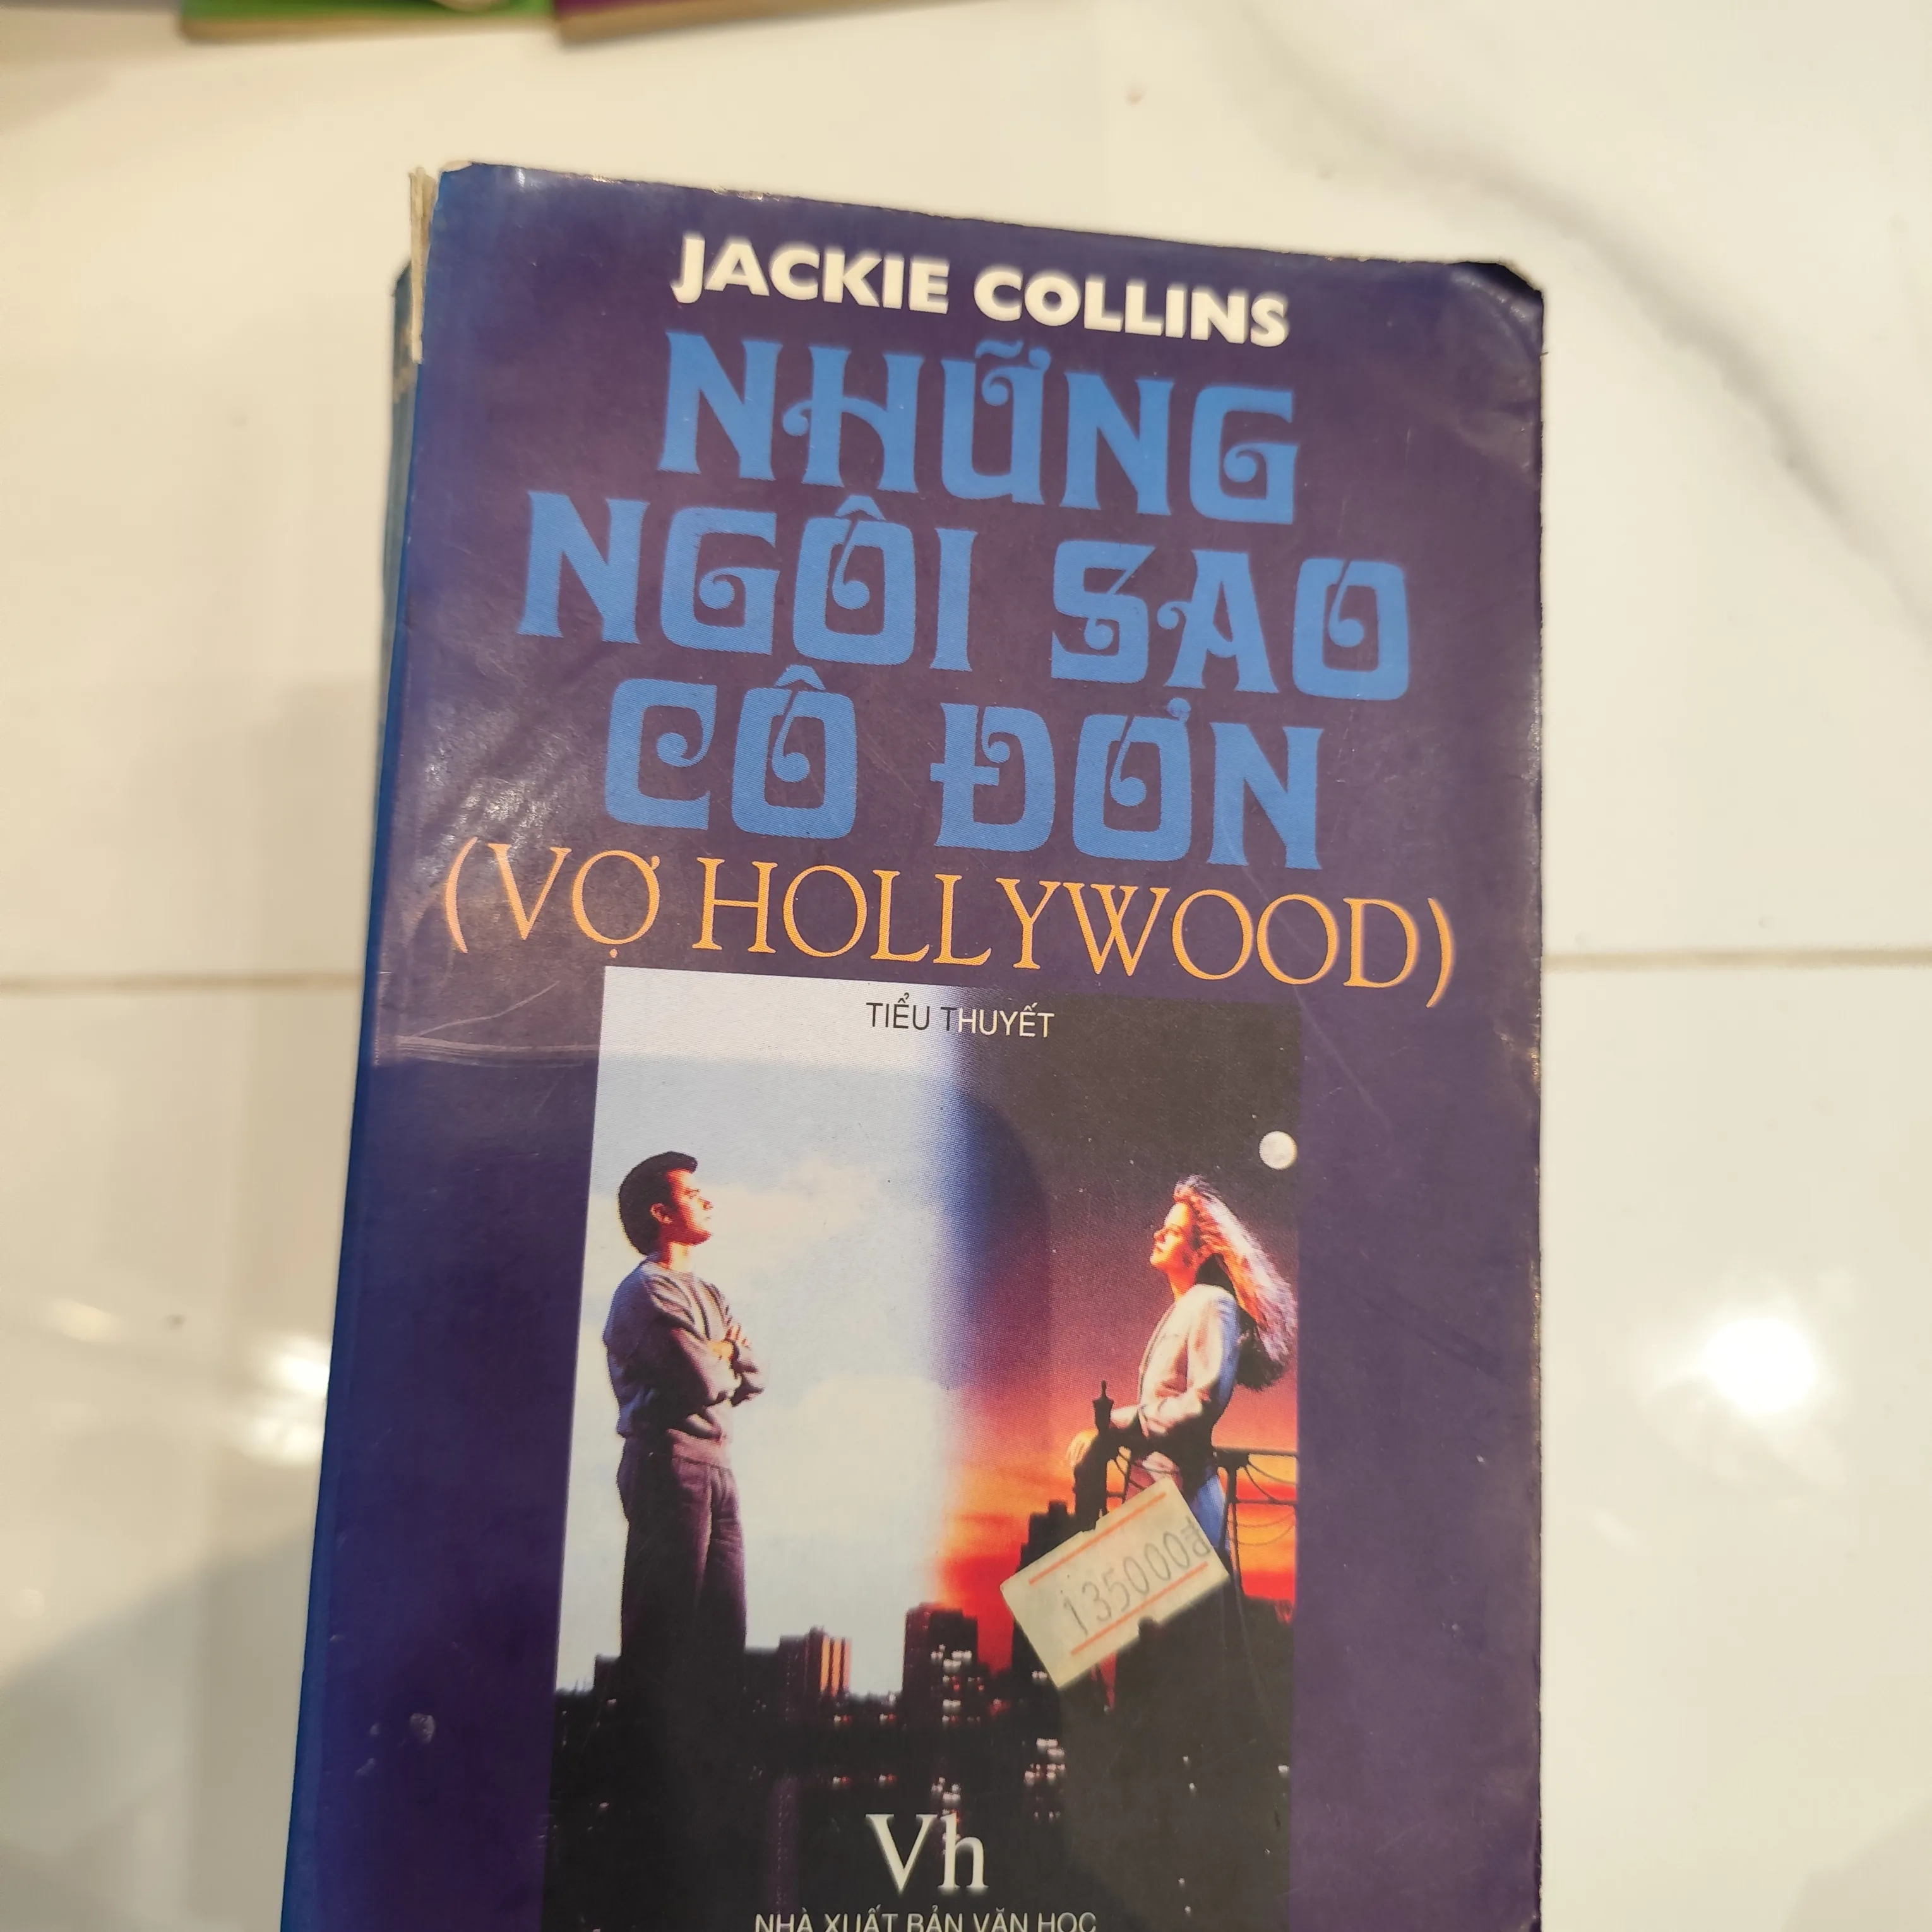 JACKIE COLLINS
NHỮNG
NGÔI SAO
CÔ ĐƠN
(VỢ HOLLYWOOD)
TIỂU THUYẾT
135000đ
Vh
NHÀ XUẤT BẢN VĂN HỌC